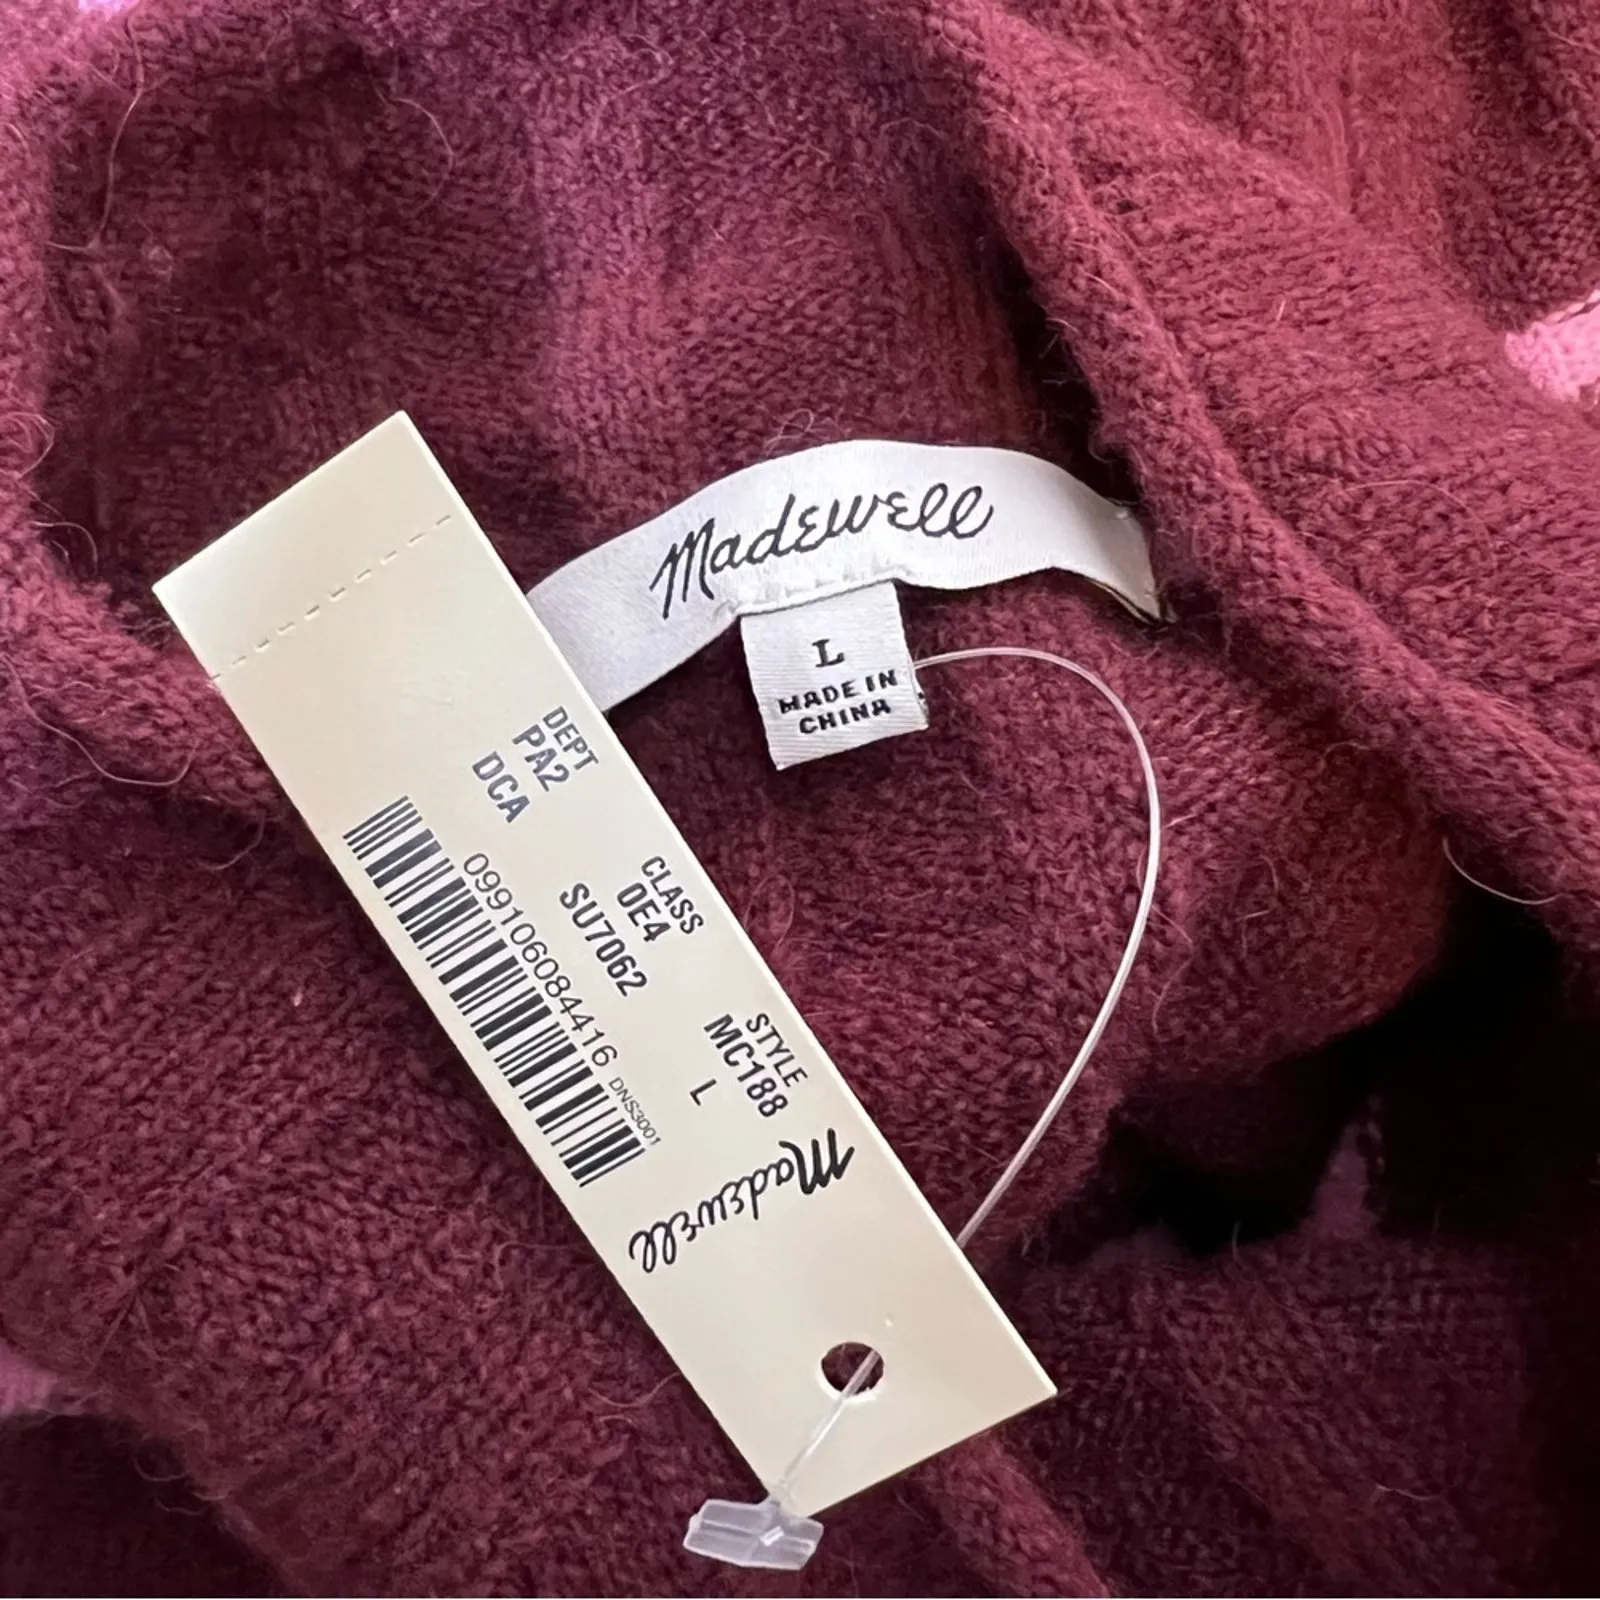 Madewell
L
MADE IN
CHINA
DEPT
PA2
DCA
CLASS
0E4
SU7062
STYLE
MC188
L
099106084416
DNS3001
Madewell